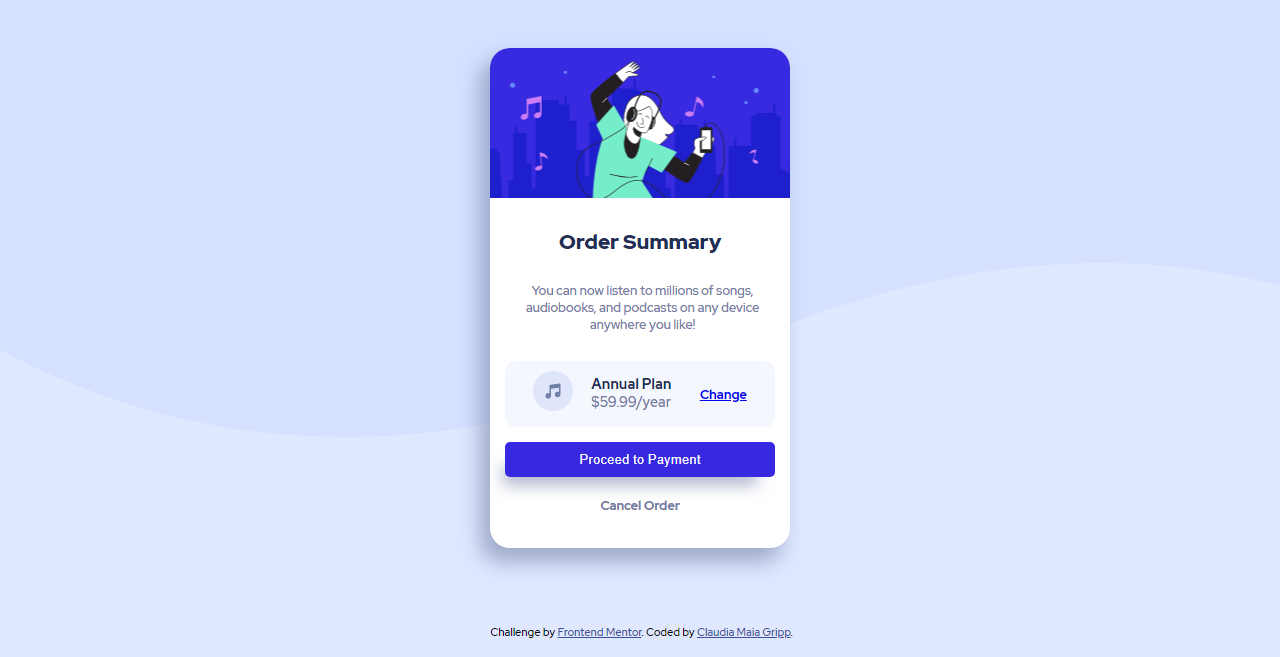 Order Summary
You can now listen to millions of songs,
audiobooks, and podcasts on any device
anywhere you like!
Annual Plan
$59.99/year
Change
Proceed to Payment
Cancel Order
Challenge by Frontend Mentor. Coded by Claudia Maia Gripp.